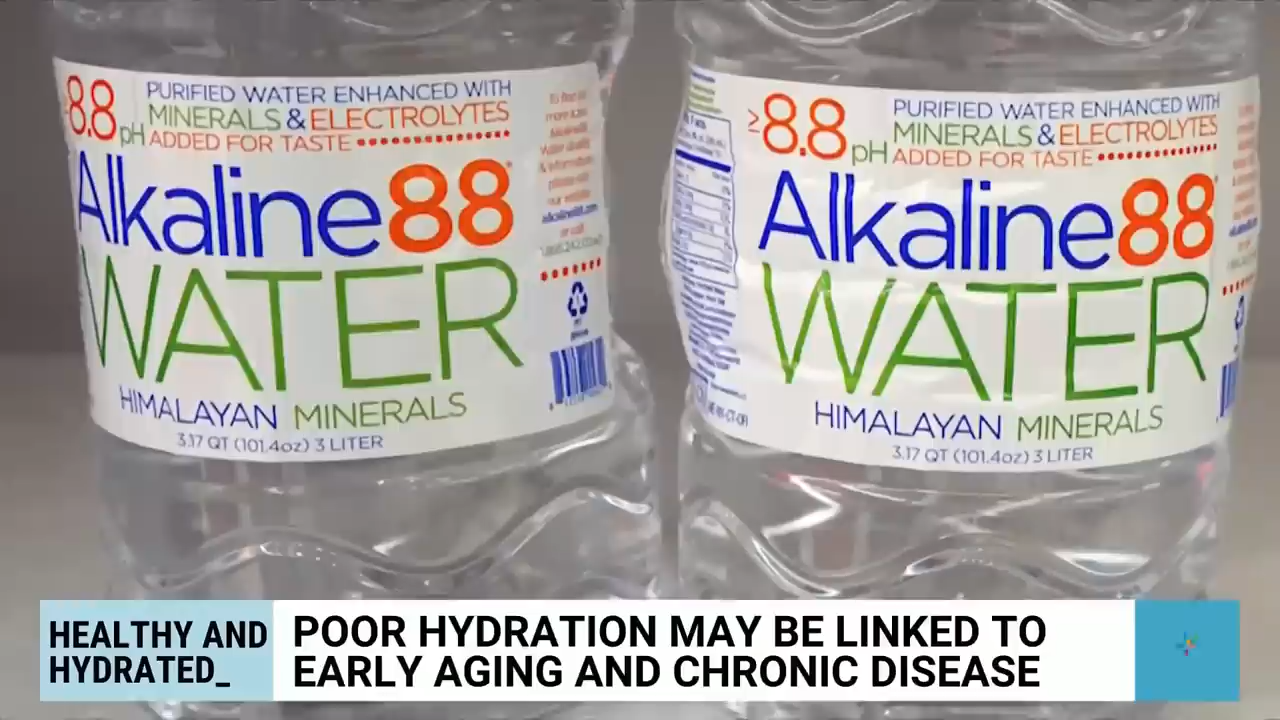 8.8 pH
PURIFIED WATER ENHANCED WITH
MINERALS & ELECTROLYTES
ADDED FOR TASTE
Alkaline88
WATER
HIMALAYAN MINERALS
3.17 QT (101.4oz) 3 LITER
≥8.8 pH
PURIFIED WATER ENHANCED WITH
MINERALS & ELECTROLYTES
ADDED FOR TASTE
Alkaline88
WATER
HIMALAYAN MINERALS
3.17 QT (101.4oz) 3 LITER
HEALTHY AND
HYDRATED_
POOR HYDRATION MAY BE LINKED TO
EARLY AGING AND CHRONIC DISEASE